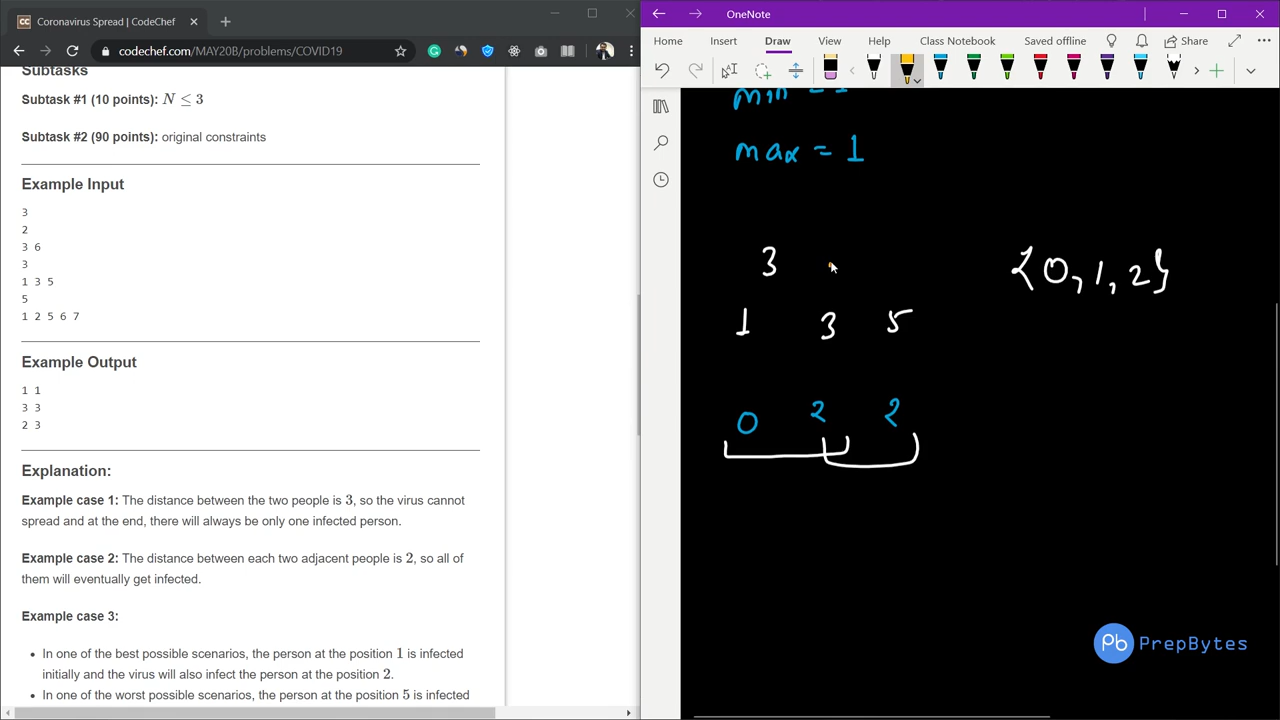 Coronavirus Spread | CodeChef
codechef.com/MAY20B/problems/COVID19
Subtasks
Subtask #1 (10 points): N ≤ 3
Subtask #2 (90 points): original constraints
Example Input
3
2
3 6
3
1 3 5
5
1 2 5 6 7
Example Output
1 1
3 3
2 3
Explanation:
Example case 1: The distance between the two people is 3, so the virus cannot
spread and at the end, there will always be only one infected person.
Example case 2: The distance between each two adjacent people is 2, so all of
them will eventually get infected.
Example case 3:
• In one of the best possible scenarios, the person at the position 1 is infected
initially and the virus will also infect the person at the position 2.
• In one of the worst possible scenarios, the person at the position 5 is infected
OneNote
Home Insert Draw View Help Class Notebook Saved offline Share
min = 1
max = 1
3 {0, 1, 2}
1 3 5
0 2 2
Pb PrepBytes